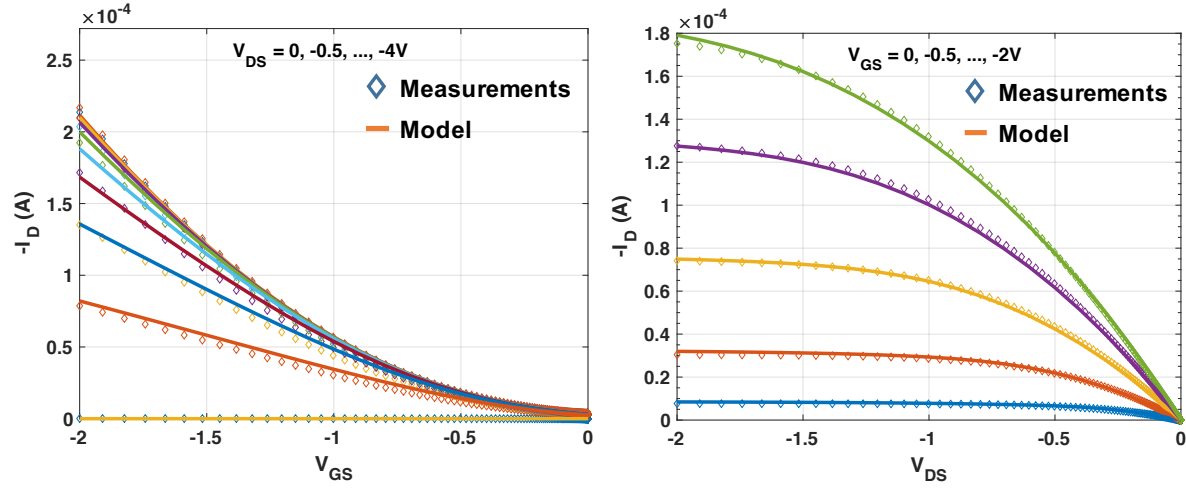 ×10⁻⁴
V_DS = 0, -0.5, ..., -4V
Measurements
Model
2.5
2
1.5
1
0.5
0
-I_D (A)
-2
-1.5
-1
-0.5
0
V_GS
×10⁻⁴
V_GS = 0, -0.5, ..., -2V
Measurements
Model
1.8
1.6
1.4
1.2
1
0.8
0.6
0.4
0.2
0
-I_D (A)
-2
-1.5
-1
-0.5
0
V_DS